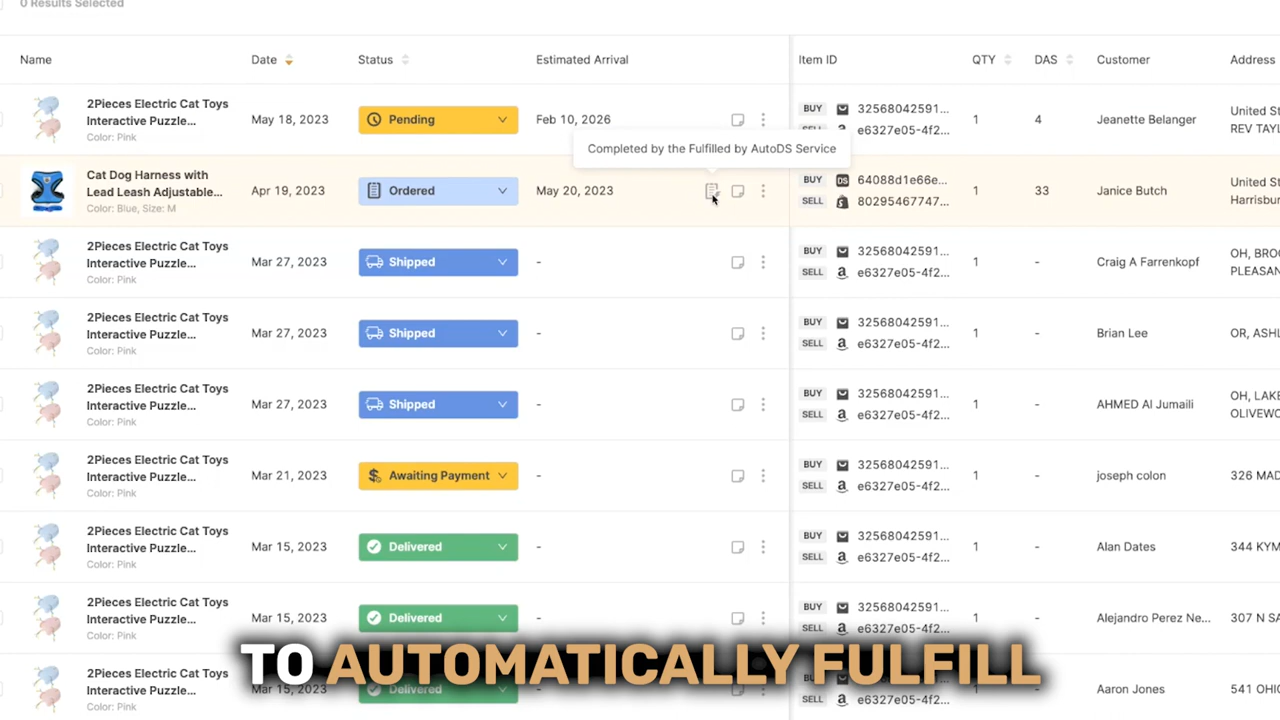 0 Results Selected
Name Date Status Estimated Arrival Item ID QTY DAS Customer Address
2Pieces Electric Cat Toys
Interactive Puzzle...
Color: Pink
May 18, 2023 Pending Feb 10, 2026
BUY 32568042591...
SELL e6327e05-4f2...
1 4 Jeanette Belanger
United St
REV TAYL
Completed by the Fulfilled by AutoDS Service
Cat Dog Harness with
Lead Leash Adjustable...
Color: Blue, Size: M
Apr 19, 2023 Ordered May 20, 2023
BUY DS 64088d1e66e...
SELL 80295467747...
1 33 Janice Butch
United St
Harrisbur
2Pieces Electric Cat Toys
Interactive Puzzle...
Color: Pink
Mar 27, 2023 Shipped -
BUY 32568042591...
SELL a e6327e05-4f2...
1 - Craig A Farrenkopf
OH, BROO
PLEASAN
2Pieces Electric Cat Toys
Interactive Puzzle...
Color: Pink
Mar 27, 2023 Shipped -
BUY 32568042591...
SELL a e6327e05-4f2...
1 - Brian Lee
OR, ASHL
2Pieces Electric Cat Toys
Interactive Puzzle...
Color: Pink
Mar 27, 2023 Shipped -
BUY 32568042591...
SELL a e6327e05-4f2...
1 - AHMED Al Jumaili
OH, LAKE
OLIVEWO
2Pieces Electric Cat Toys
Interactive Puzzle...
Color: Pink
Mar 21, 2023 Awaiting Payment -
BUY 32568042591...
SELL a e6327e05-4f2...
1 - joseph colon
326 MAD
2Pieces Electric Cat Toys
Interactive Puzzle...
Color: Pink
Mar 15, 2023 Delivered -
BUY 32568042591...
SELL a e6327e05-4f2...
1 - Alan Dates
344 KYM
2Pieces Electric Cat Toys
Interactive Puzzle...
Color: Pink
Mar 15, 2023 Delivered -
BUY 32568042591...
SELL a e6327e05-4f2...
1 - Alejandro Perez Ne...
307 N SA
TO AUTOMATICALLY FULFILL
2Pieces Electric Cat Toys
Interactive Puzzle...
Color: Pink
Mar 15, 2023 Delivered
32568042591...
SELL a e6327e05-4f2...
1 - Aaron Jones
541 OHIO